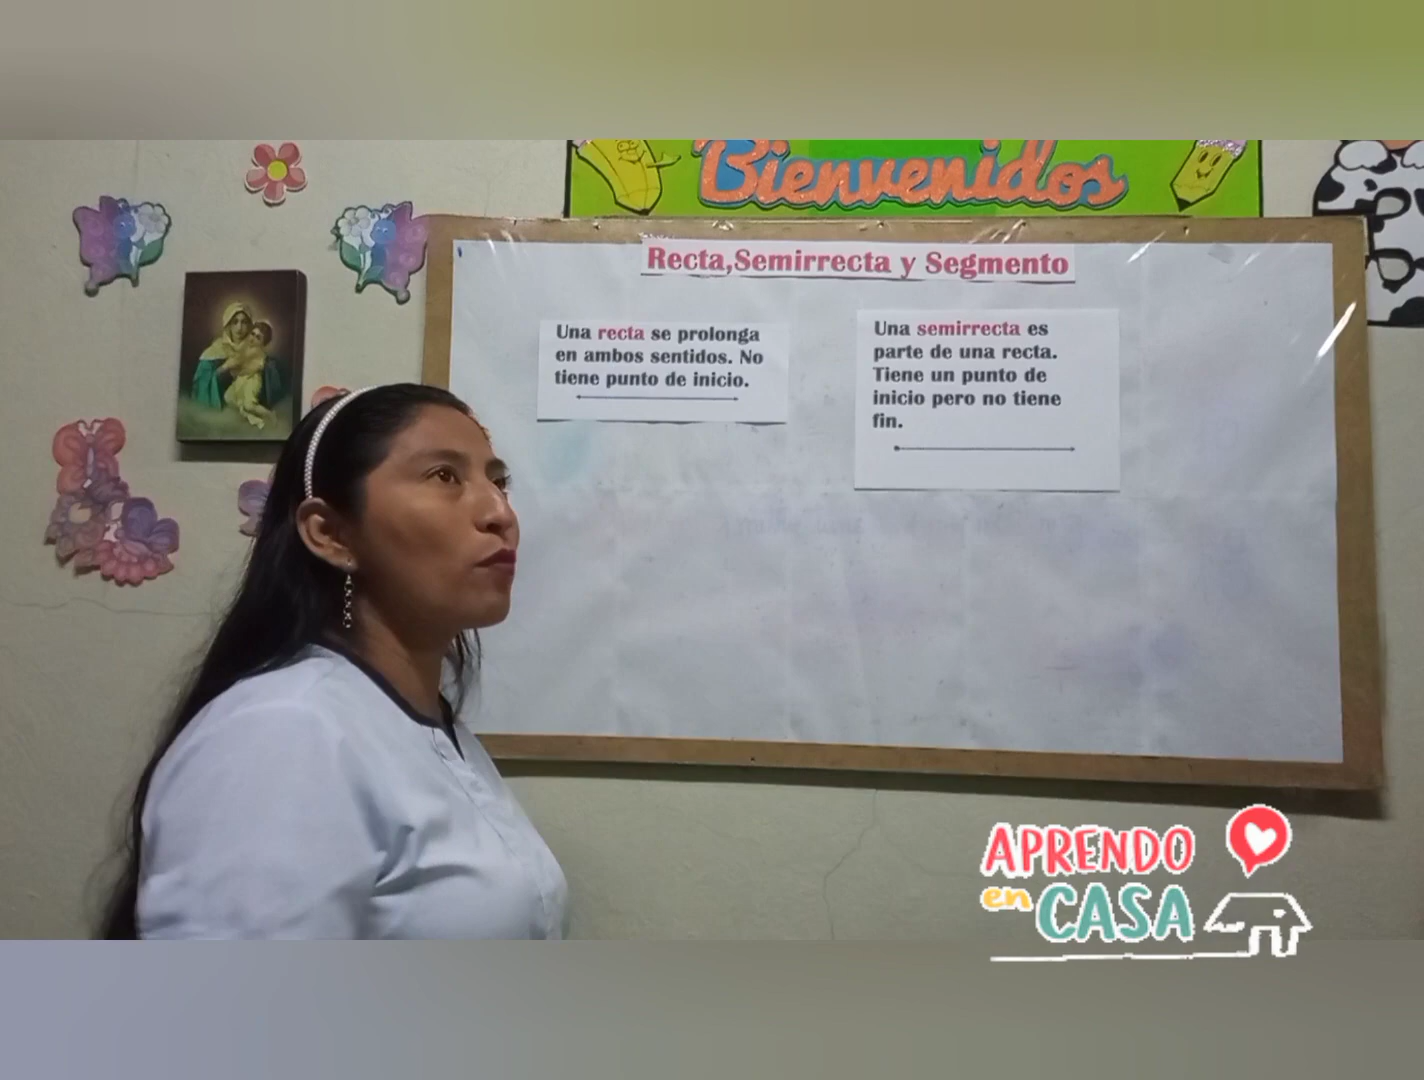 Bienvenidos
Recta,Semirrecta y Segmento
Una recta se prolonga
en ambos sentidos. No
tiene punto de inicio.
Una semirrecta es
parte de una recta.
Tiene un punto de
inicio pero no tiene
fin.
APRENDO
en CASA